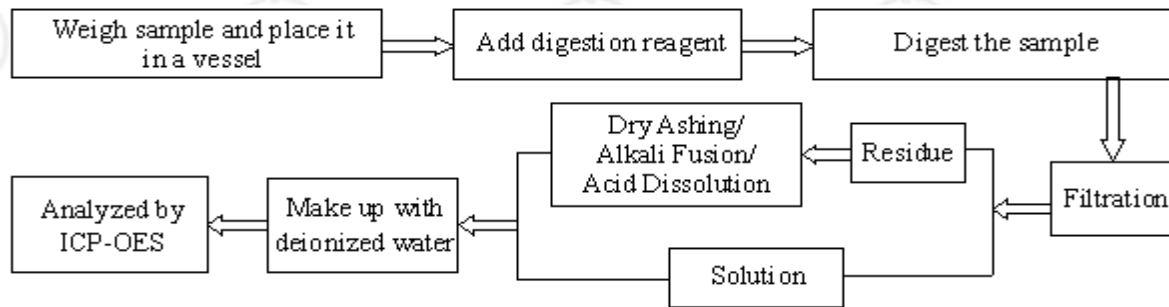 Weigh sample and place it
in a vessel
Add digestion reagent
Digest the sample
Filtration
Residue
Solution
Dry Ashing/
Alkali Fusion/
Acid Dissolution
Make up with
deionized water
Analyzed by
ICP-OES